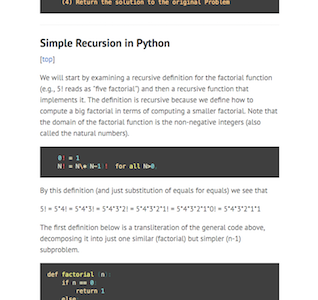 (4) Return the solution to the original Problem
Simple Recursion in Python
[top]
We will start by examining a recursive definition for the factorial function
(e.g., 5! reads as "five factorial") and then a recursive function that
implements it. The definition is recursive because we define how to
compute a big factorial in terms of computing a smaller factorial. Note that
the domain of the factorial function is the non-negative integers (also
called the natural numbers).
0! = 1
N! = N\* N-1!! for all N>0
By this definition (and just substitution of equals for equals) we see that
5! = 5*4! = 5*4*3! = 5*4*3*2! = 5*4*3*2*1! = 5*4*3*2*1*0! = 5*4*3*2*1*1
The first definition below is a transliteration of the general code above,
decomposing it into just one similar (factorial) but simpler (n-1)
subproblem.
def factorial (n):
if n == 0:
return 1
else: